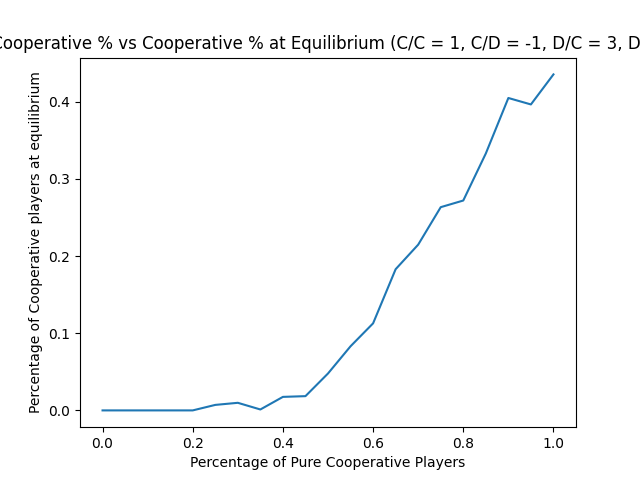 Cooperative % vs Cooperative % at Equilibrium (C/C = 1, C/D = -1, D/C = 3, D
Percentage of Cooperative players at equilibrium
0.4
0.3
0.2
0.1
0.0
0.0 0.2 0.4 0.6 0.8 1.0
Percentage of Pure Cooperative Players